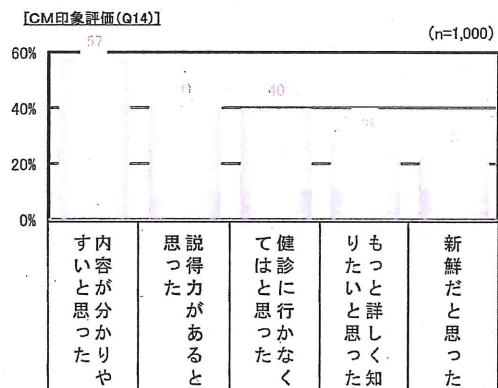 [CM印象評価(Q14)]
(n=1,000)
60%
40%
20%
0%
57
40
内容が分かりや
すいと思った
説得力があると
思った
健診に行かなく
てはと思った
もっと詳しく知
りたいと思った
新鮮だと思った